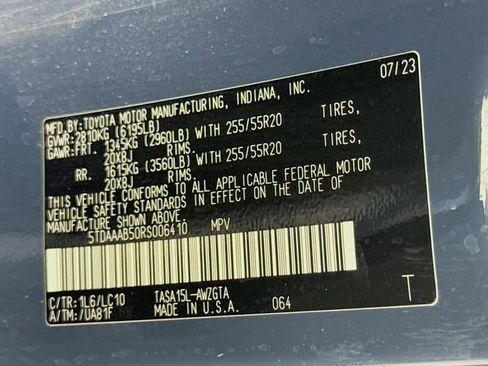 MFD.BY:TOYOTA MOTOR MANUFACTURING, INDIANA, INC. 07/23
GVWR:2810KG (6195LB)
GAWR:FRT. 1345KG (2960LB) WITH 255/55R20 TIRES,
20X8J RIMS.
RR. 1615KG (3560LB) WITH 255/55R20 TIRES,
20X8J RIMS.
THIS VEHICLE CONFORMS TO ALL APPLICABLE FEDERAL MOTOR
VEHICLE SAFETY STANDARDS IN EFFECT ON THE DATE OF
MANUFACTURE SHOWN ABOVE.
5TDAAAB50RS006410 MPV
C/TR:1L6/LC10 TASA15L-AWZGTA T
A/TM:/UA81F MADE IN U.S.A. 064